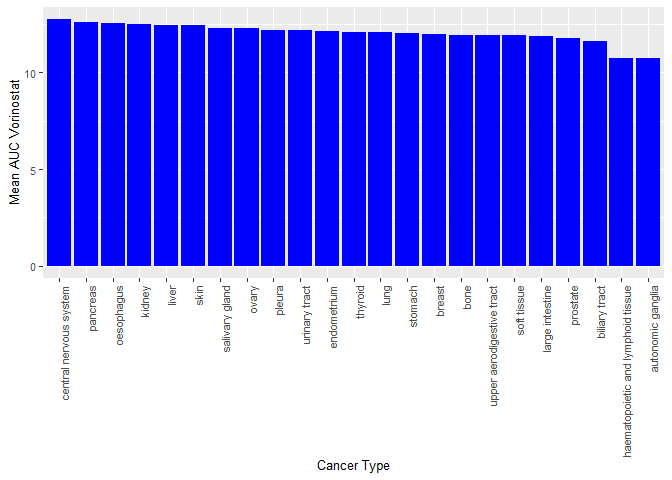 Mean AUC Vorinostat
10
5
0
central nervous system
pancreas
oesophagus
kidney
liver
skin
salivary gland
ovary
pleura
urinary tract
endometrium
thyroid
lung
stomach
breast
bone
upper aerodigestive tract
soft tissue
large intestine
prostate
biliary tract
haematopoietic and lymphoid tissue
autonomic ganglia
Cancer Type